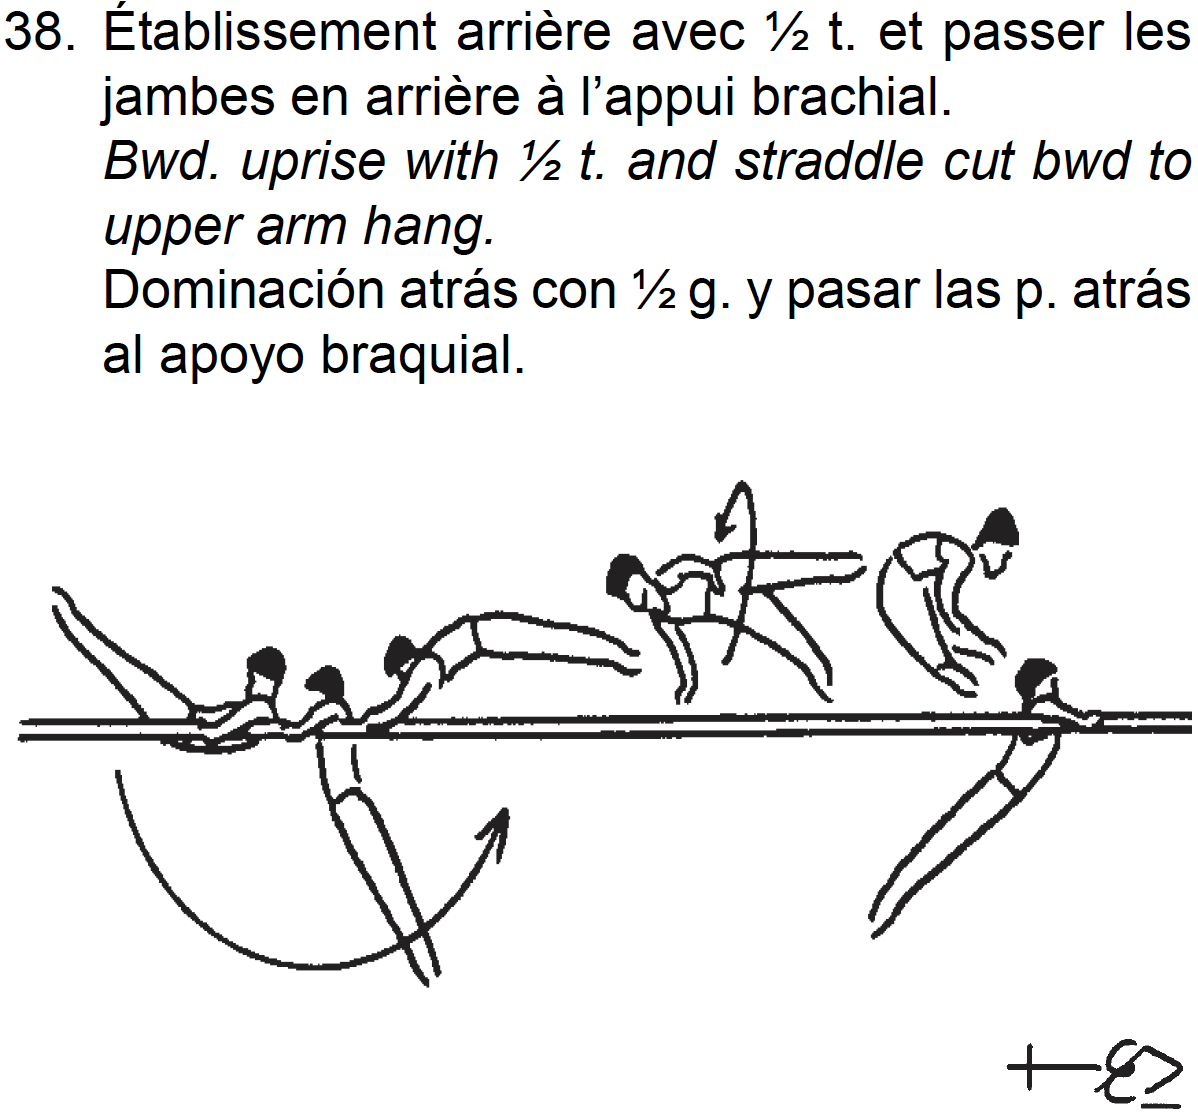 38. Établissement arrière avec ½ t. et passer les
jambes en arrière à l’appui brachial.
Bwd. uprise with ½ t. and straddle cut bwd to
upper arm hang.
Dominación atrás con ½ g. y pasar las p. atrás
al apoyo braquial.